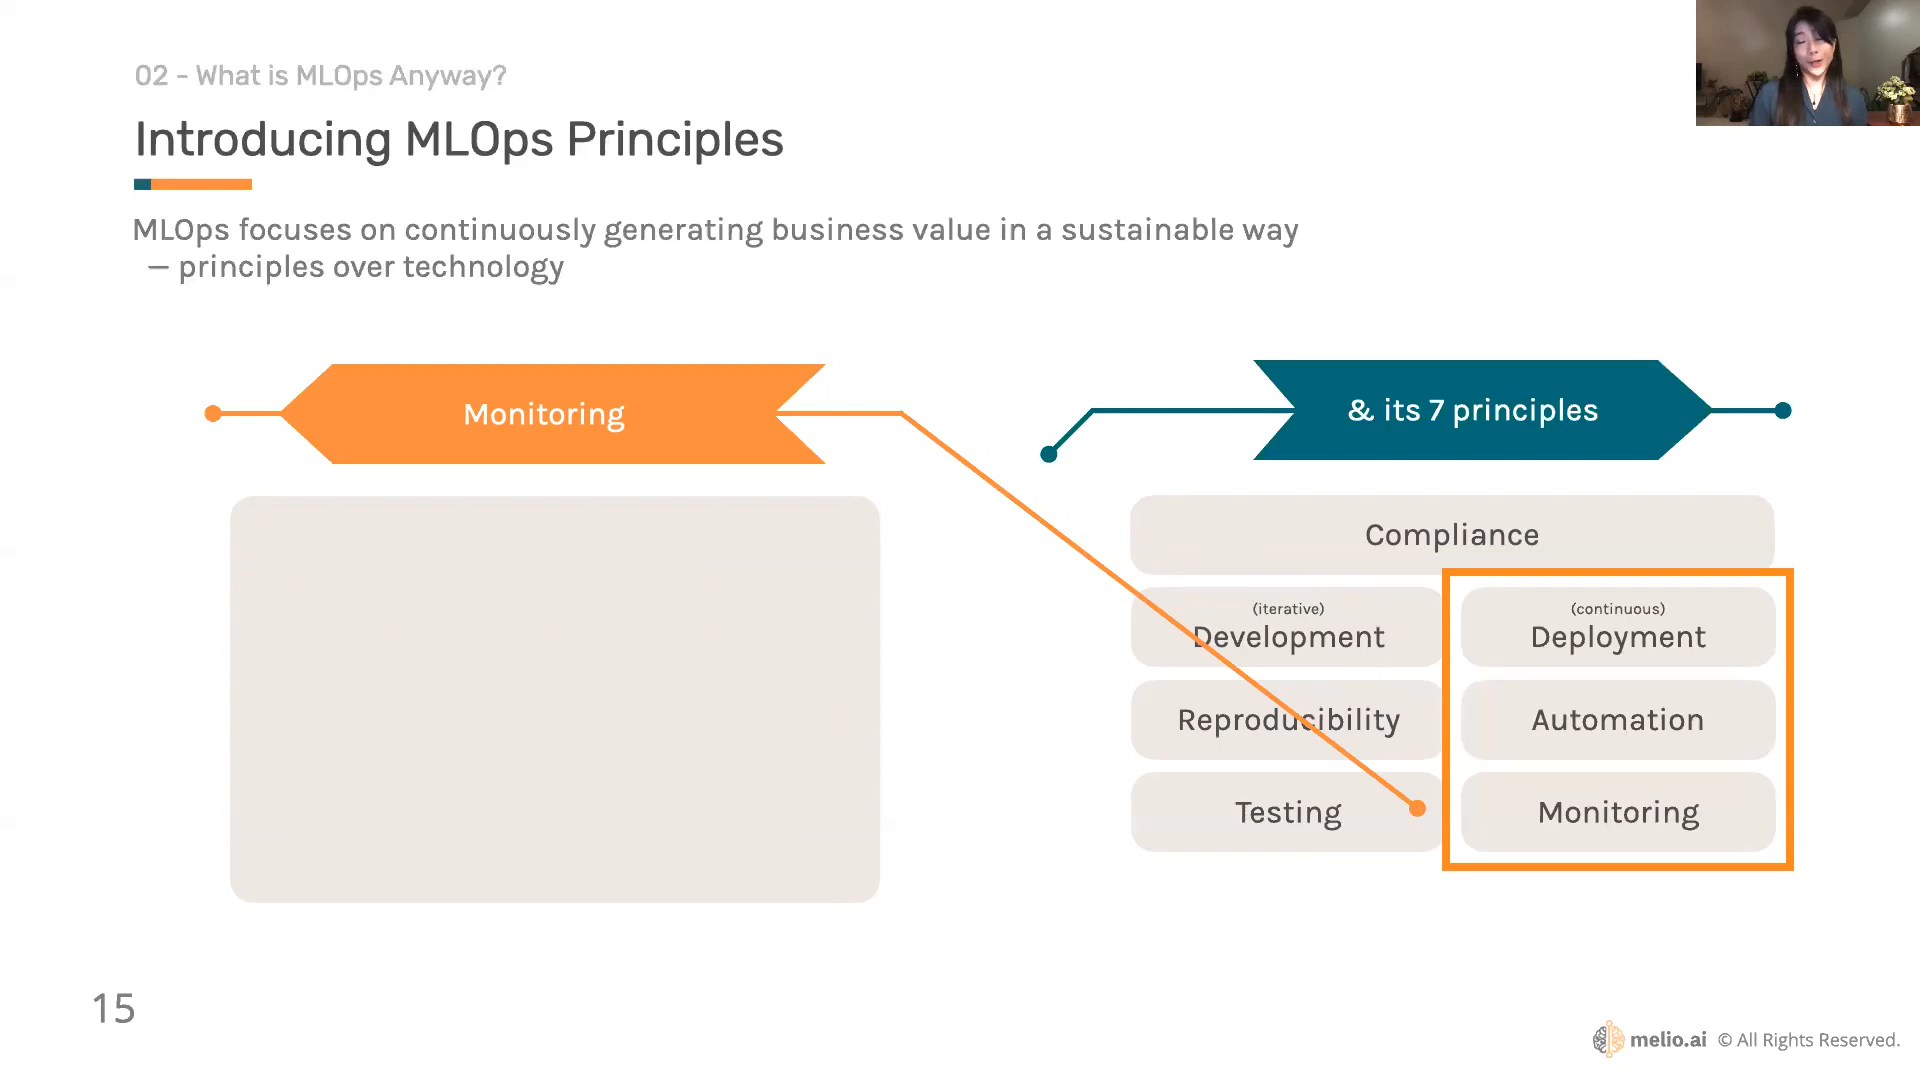 02 - What is MLOps Anyway?
Introducing MLOps Principles
MLOps focuses on continuously generating business value in a sustainable way
— principles over technology
Monitoring
& its 7 principles
Compliance
(iterative)
Development
(continuous)
Deployment
Reproducibility
Automation
Testing
Monitoring
15
melio.ai © All Rights Reserved.